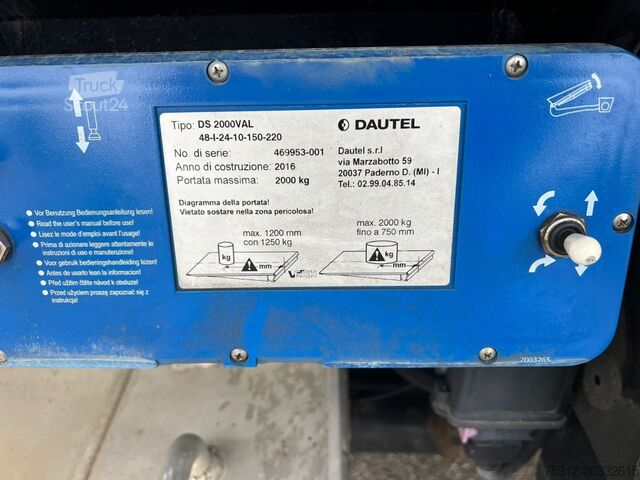 Truck
Scout24
Tipo: DS 2000VAL
48-I-24-10-150-220
No. di serie: 469953-001
Anno di costruzione: 2016
Portata massima: 2000 kg
DAUTEL
Dautel s.r.l
via Marzabotto 59
20037 Paderno D. (MI) - I
Tel.: 02.99.04.85.14
Diagramma della portata!
Vietato sostare nella zona pericolosa!
max. 1200 mm
con 1250 kg
max. 2000 kg
fino a 750 mm
kg
mm
kg
mm
Vor Benutzung Bedienungsanleitung lesen!
Read the user's manual before use!
Lisez le mode d'emploi avant l'usage!
Prima di azionare leggere attentamente le
instruzioni di uso e manutenzione!
Voor gebruik bedieningshandleiding lezen!
Antes de usarlo lean la informacion!
Před užitím čtěte návod k obsluze!
Przed użyciem proszę zapoznać się z
instrukcja!
2003265
75312-20332615